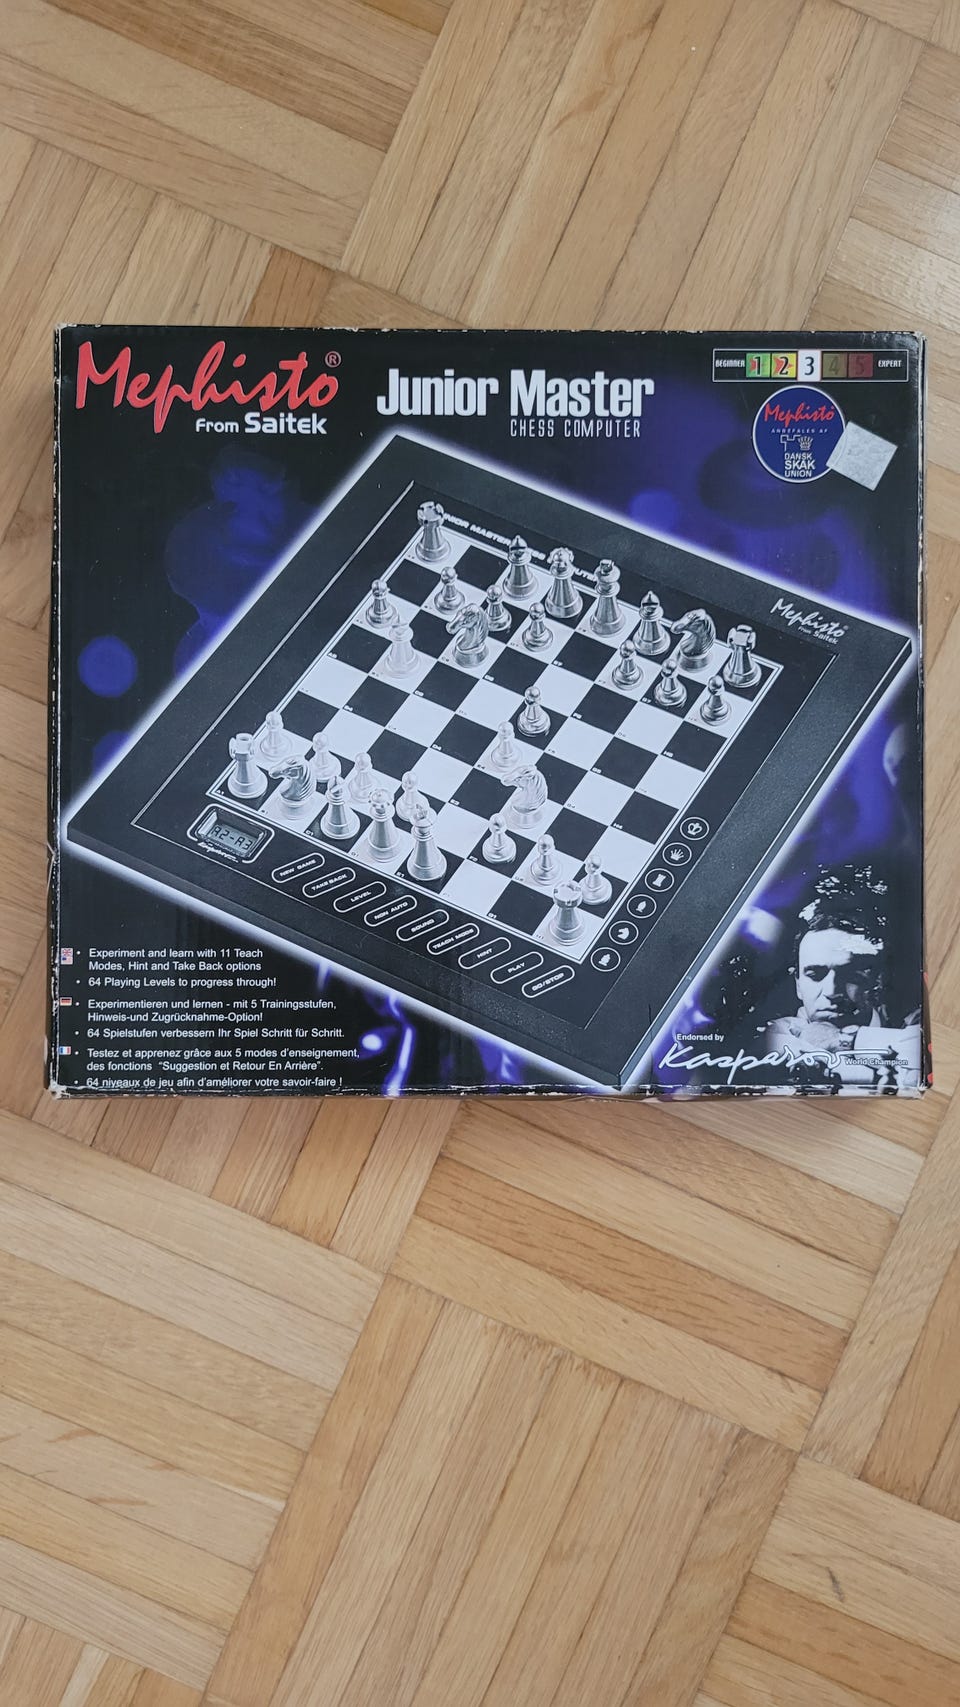 Mephisto®
From Saitek
Junior Master
CHESS COMPUTER
BEGINNER 1 2 3 4 5 EXPERT
Mephisto
ANBEFALES AF
DANSK
SKAK
UNION
Mephisto®
From Saitek
A2-A3
Kasparov
NEW GAME
TAKE BACK
LEVEL
NON AUTO
SOUND
TEACH MODE
HINT
PLAY
GO/STOP
• Experiment and learn with 11 Teach
Modes, Hint and Take Back options
• 64 Playing Levels to progress through!
• Experimentieren und lernen - mit 5 Trainingsstufen,
Hinweis-und Zugrücknahme-Option!
• 64 Spielstufen verbessern Ihr Spiel Schritt für Schritt.
• Testez et apprenez grâce aux 5 modes d'enseignement,
des fonctions "Suggestion et Retour En Arrière".
• 64 niveaux de jeu afin d'améliorer votre savoir-faire !
Endorsed by
Kasparov World Champion